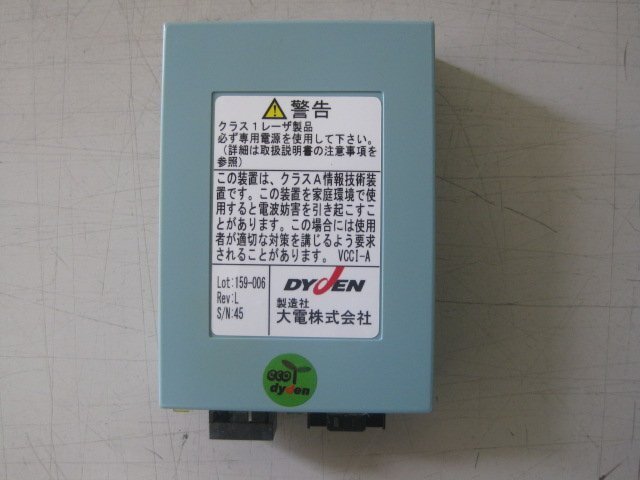 警告
クラス1レーザ製品
必ず専用電源を使用して下さい。
(詳細は取扱説明書の注意事項を
参照)
この装置は、クラスA情報技術装
置です。この装置を家庭環境で使
用すると電波妨害を引き起こすこ
とがあります。この場合には使用
者が適切な対策を講じるよう要求
されることがあります。 VCCI-A
Lot:159-006
Rev:L
S/N:45
DYDEN
製造社
大電株式会社
eco
dyden